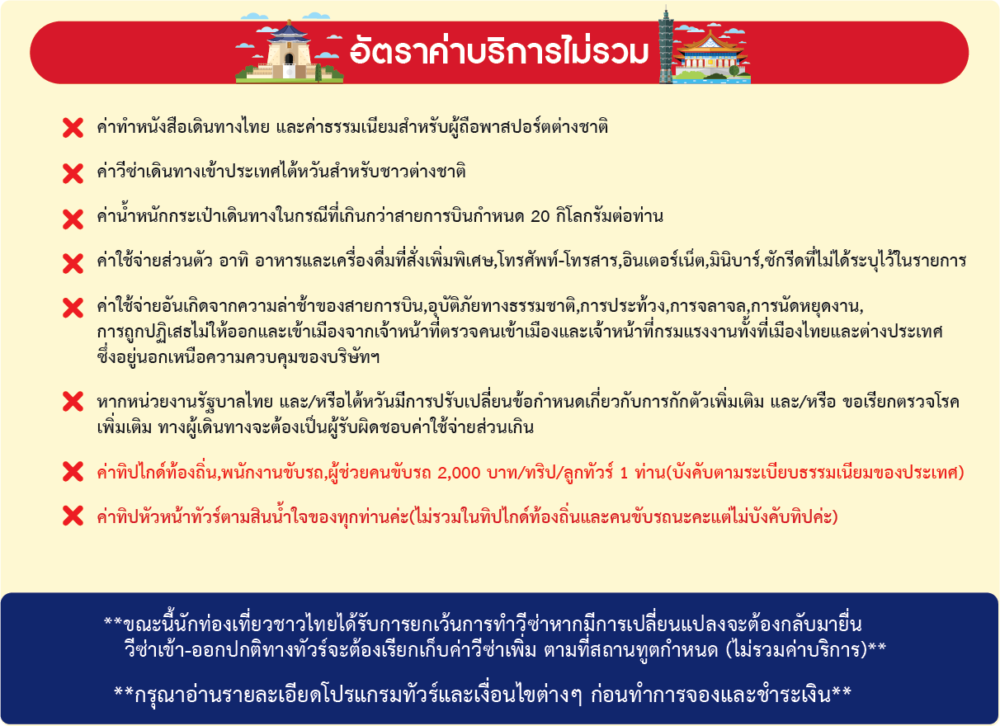 อัตราค่าบริการไม่รวม
ค่าทำหนังสือเดินทางไทย และค่าธรรมเนียมสำหรับผู้ถือพาสปอร์ตต่างชาติ
ค่าวีซ่าเดินทางเข้าประเทศไต้หวันสำหรับชาวต่างชาติ
ค่าน้ำหนักกระเป๋าเดินทางในกรณีที่เกินกว่าสายการบินกำหนด 20 กิโลกรัมต่อท่าน
ค่าใช้จ่ายส่วนตัว อาทิ อาหารและเครื่องดื่มที่สั่งเพิ่มพิเศษ,โทรศัพท์-โทรสาร,อินเตอร์เน็ต,มินิบาร์,ซักรีดที่ไม่ได้ระบุไว้ในรายการ
ค่าใช้จ่ายอันเกิดจากความล่าช้าของสายการบิน,อุบัติภัยทางธรรมชาติ,การประท้วง,การจลาจล,การนัดหยุดงาน,
การถูกปฏิเสธไม่ให้ออกและเข้าเมืองจากเจ้าหน้าที่ตรวจคนเข้าเมืองและเจ้าหน้าที่กรมแรงงานทั้งที่เมืองไทยและต่างประเทศ
ซึ่งอยู่นอกเหนือความควบคุมของบริษัทฯ
หากหน่วยงานรัฐบาลไทย และ/หรือไต้หวันมีการปรับเปลี่ยนข้อกำหนดเกี่ยวกับการกักตัวเพิ่มเติม และ/หรือ ขอเรียกตรวจโรค
เพิ่มเติม ทางผู้เดินทางจะต้องเป็นผู้รับผิดชอบค่าใช้จ่ายส่วนเกิน
ค่าทิปไกด์ท้องถิ่น,พนักงานขับรถ,ผู้ช่วยคนขับรถ 2,000 บาท/ทริป/ลูกทัวร์ 1 ท่าน(บังคับตามระเบียบธรรมเนียมของประเทศ)
ค่าทิปหัวหน้าทัวร์ตามสินน้ำใจของทุกท่านค่ะ(ไม่รวมในทิปไกด์ท้องถิ่นและคนขับรถนะคะแต่ไม่บังคับทิปค่ะ)
**ขณะนี้นักท่องเที่ยวชาวไทยได้รับการยกเว้นการทำวีซ่าหากมีการเปลี่ยนแปลงจะต้องกลับมายื่น
วีซ่าเข้า-ออกปกติทางทัวร์จะต้องเรียกเก็บค่าวีซ่าเพิ่ม ตามที่สถานทูตกำหนด (ไม่รวมค่าบริการ)**
**กรุณาอ่านรายละเอียดโปรแกรมทัวร์และเงื่อนไขต่างๆ ก่อนทำการจองและชำระเงิน**